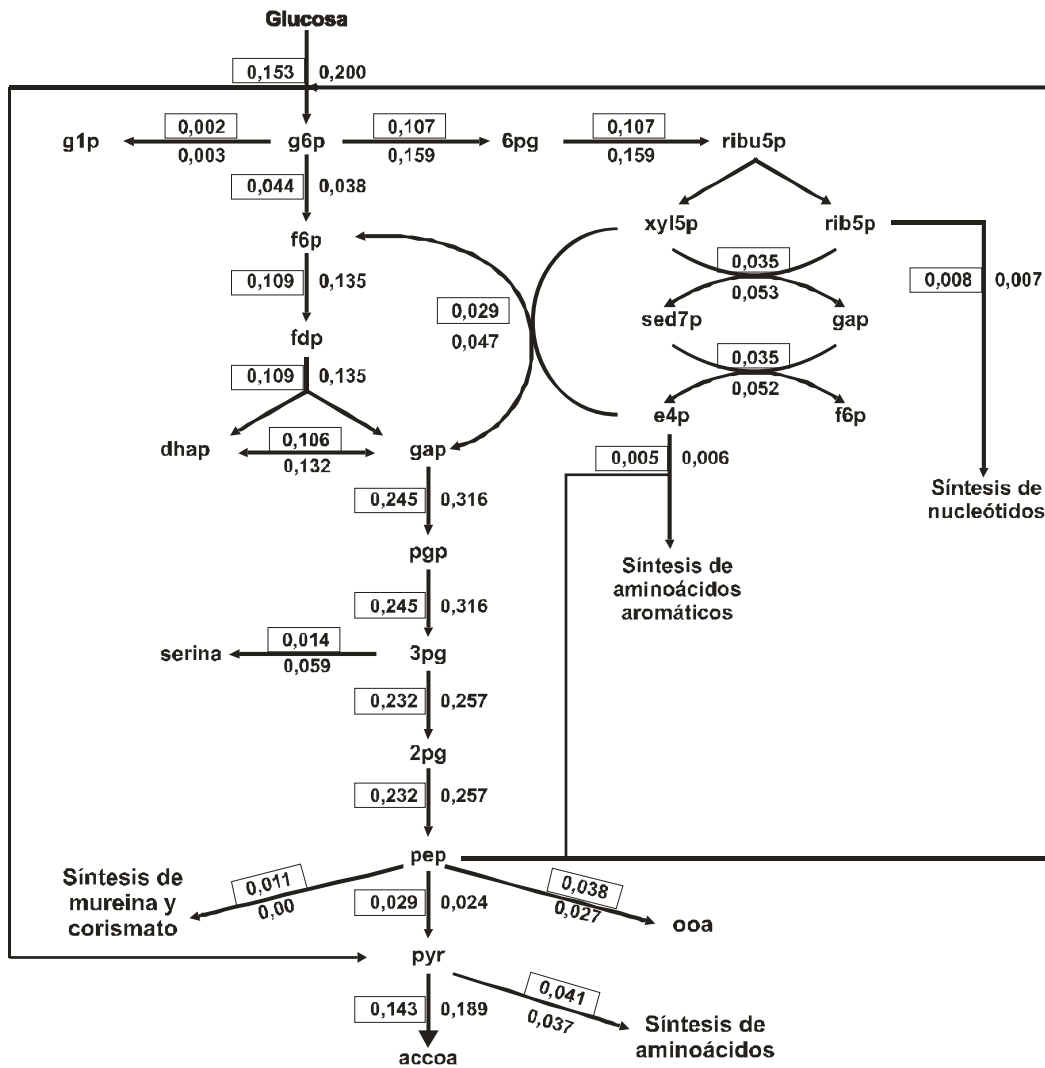 Glucosa
0,153 0,200
0,002
0,107
0,107
g1p
g6p
6pg
ribu5p
0,003
0,159
0,159
0,044 0,038
f6p
xyl5p
rib5p
0,035
0,053
0,008 0,007
0,109 0,135
0,029
0,047
fdp
sed7p
gap
0,035
0,052
0,109 0,135
e4p
f6p
dhap
0,106
0,132
gap
0,005 0,006
0,245 0,316
Síntesis de
nucleótidos
pgp
Síntesis de
aminoácidos
aromáticos
0,245 0,316
serina
0,014
0,059
3pg
0,232 0,257
2pg
0,232 0,257
pep
Síntesis de
mureina y
corismato
0,011
0,00
0,029 0,024
0,038
0,027
ooa
pyr
0,143 0,189
0,041
0,037
Síntesis de
aminoácidos
accoa